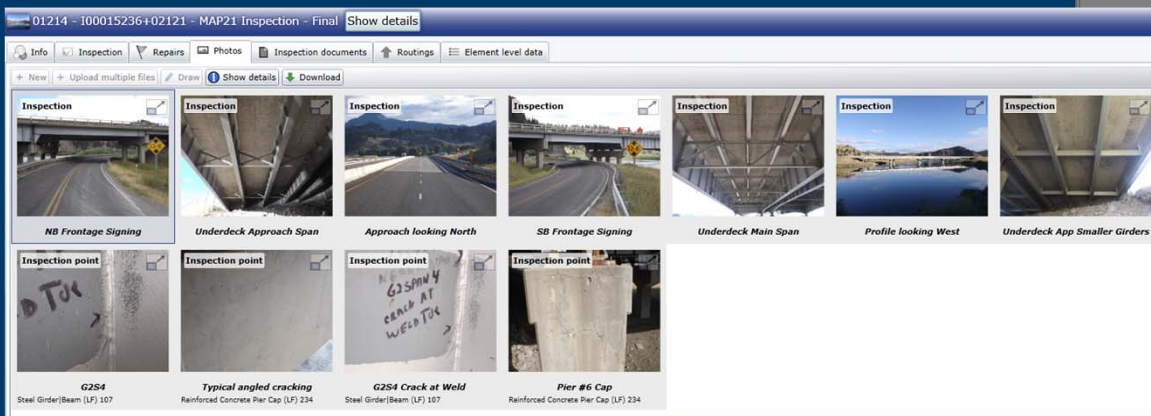 01214 - I00015236+02121 - MAP21 Inspection - Final Show details
Info Inspection Repairs Photos Inspection documents Routings Element level data
+ New + Upload multiple files Draw Show details Download
Inspection Inspection Inspection Inspection Inspection Inspection Inspection
NB Frontage Signing Underdeck Approach Span Approach looking North SB Frontage Signing Underdeck Main Span Profile looking West Underdeck App Smaller Girders
Inspection point Inspection point Inspection point Inspection point
D TOE
G2SPAN4
CRACK AT
WELD TOE
G2S4 Typical angled cracking G2S4 Crack at Weld Pier #6 Cap
Steel Girder|Beam (LF) 107 Reinforced Concrete Pier Cap (LF) 234 Steel Girder|Beam (LF) 107 Reinforced Concrete Pier Cap (LF) 234